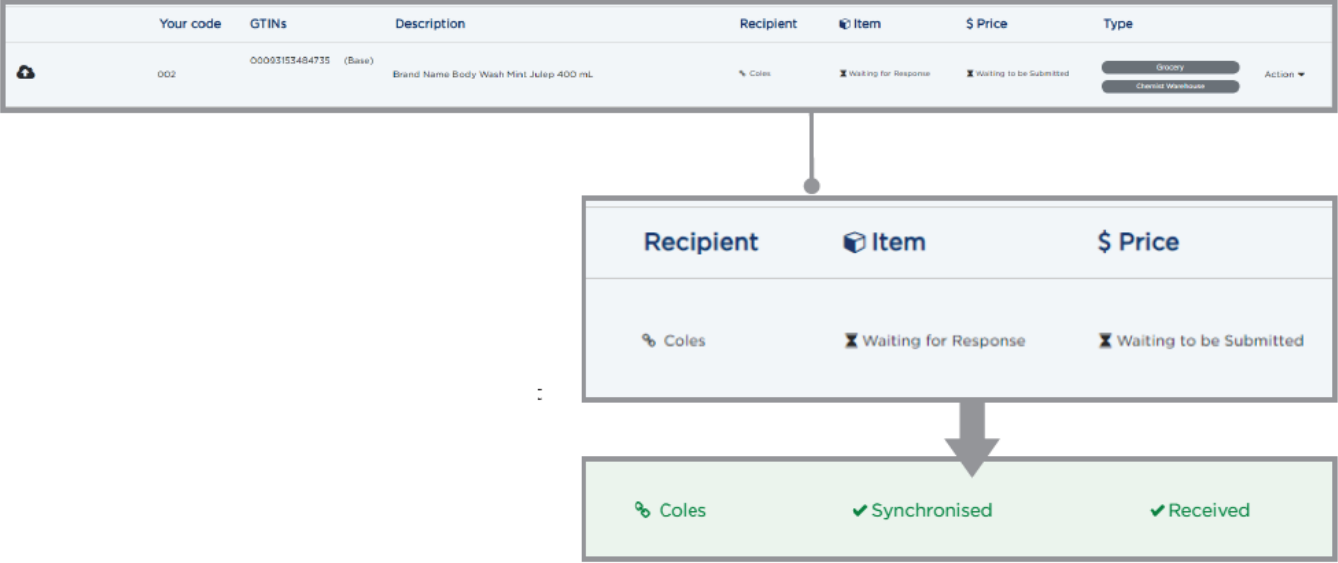 Your code GTINs Description Recipient Item $ Price Type
00093153484735 (Base)
002 Brand Name Body Wash Mint Julep 400 mL Coles Waiting for Response Waiting to be Submitted Grocery Action
Chemist Warehouse
Recipient Item $ Price
Coles Waiting for Response Waiting to be Submitted
Coles Synchronised Received